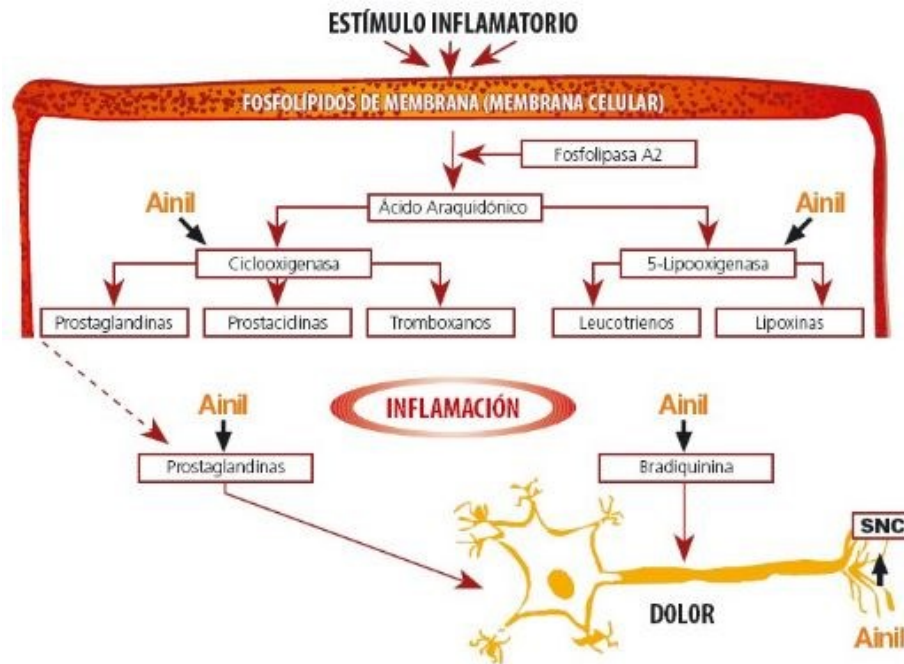 ESTÍMULO INFLAMATORIO
FOSFOLÍPIDOS DE MEMBRANA (MEMBRANA CELULAR)
Fosfolipasa A2
Ácido Araquidónico
Ainil
Ainil
Ciclooxigenasa
5-Lipooxigenasa
Prostaglandinas
Prostacidinas
Tromboxanos
Leucotrienos
Lipoxinas
Ainil
INFLAMACIÓN
Ainil
Prostaglandinas
Bradiquinina
SNC
DOLOR
Ainil